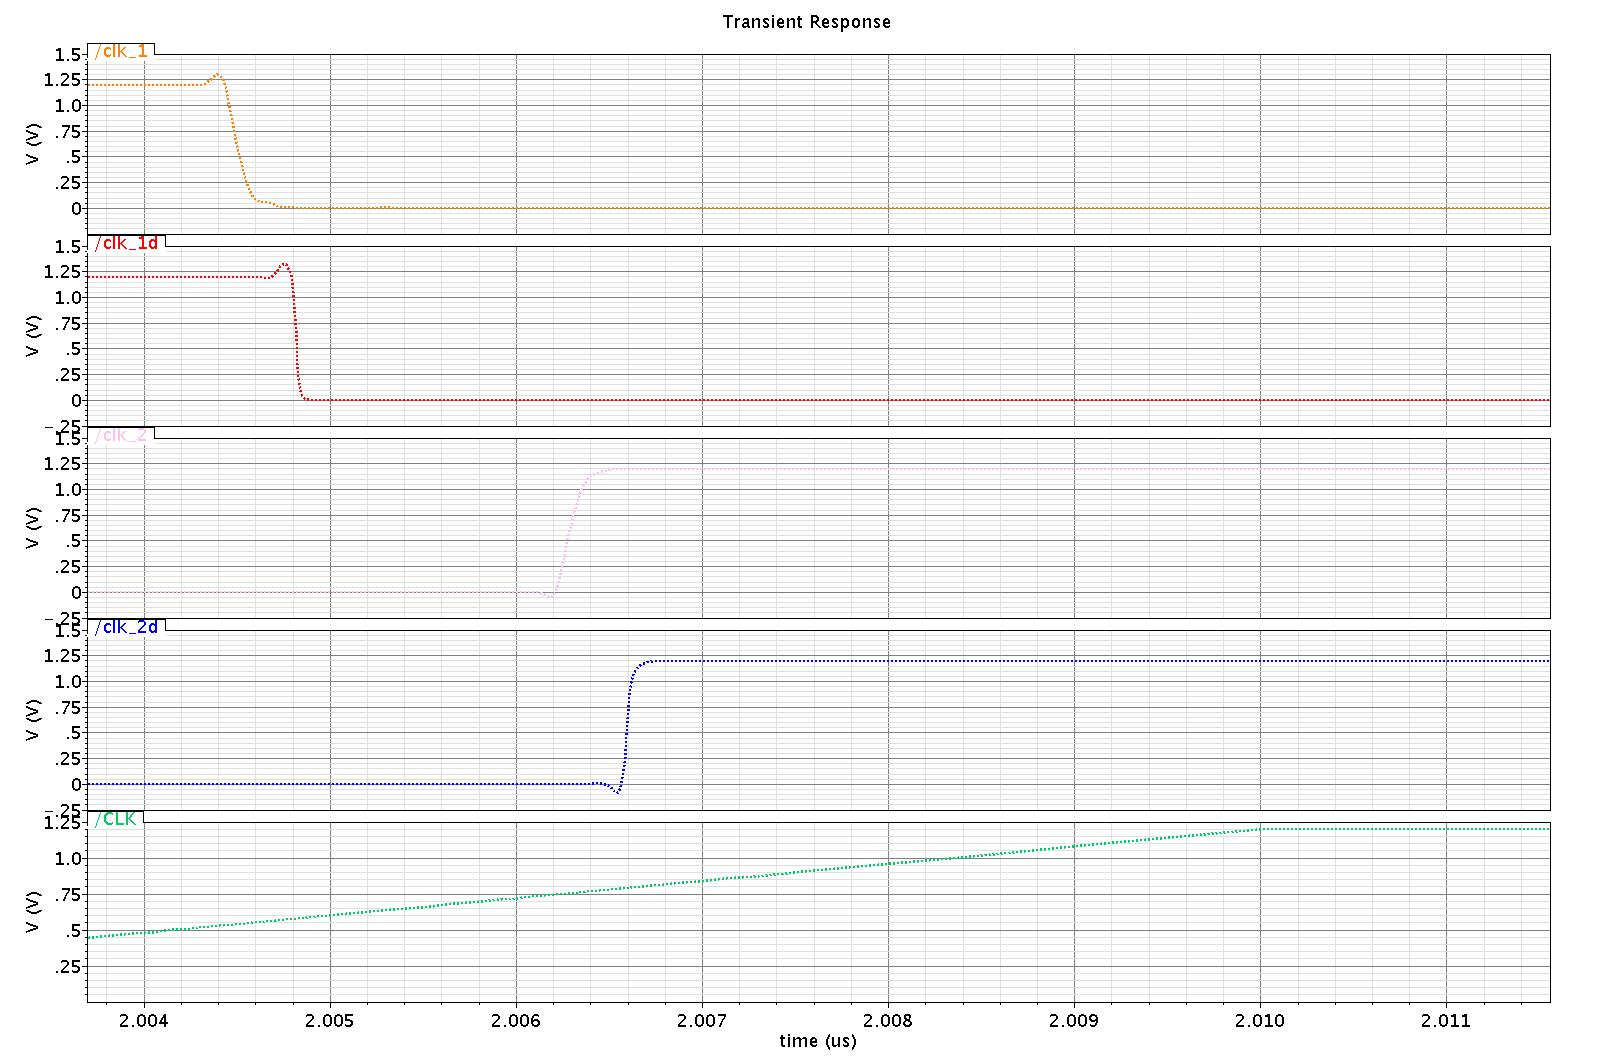 Transient Response
/clk_1
1.5
1.25
1.0
.75
.5
.25
0
V (V)
/clk_1d
1.5
1.25
1.0
.75
.5
.25
0
-.25
V (V)
/clk_2
1.5
1.25
1.0
.75
.5
.25
0
-.25
V (V)
/clk_2d
1.5
1.25
1.0
.75
.5
.25
0
-.25
V (V)
/CLK
1.25
1.0
.75
.5
.25
V (V)
2.004 2.005 2.006 2.007 2.008 2.009 2.010 2.011
time (us)